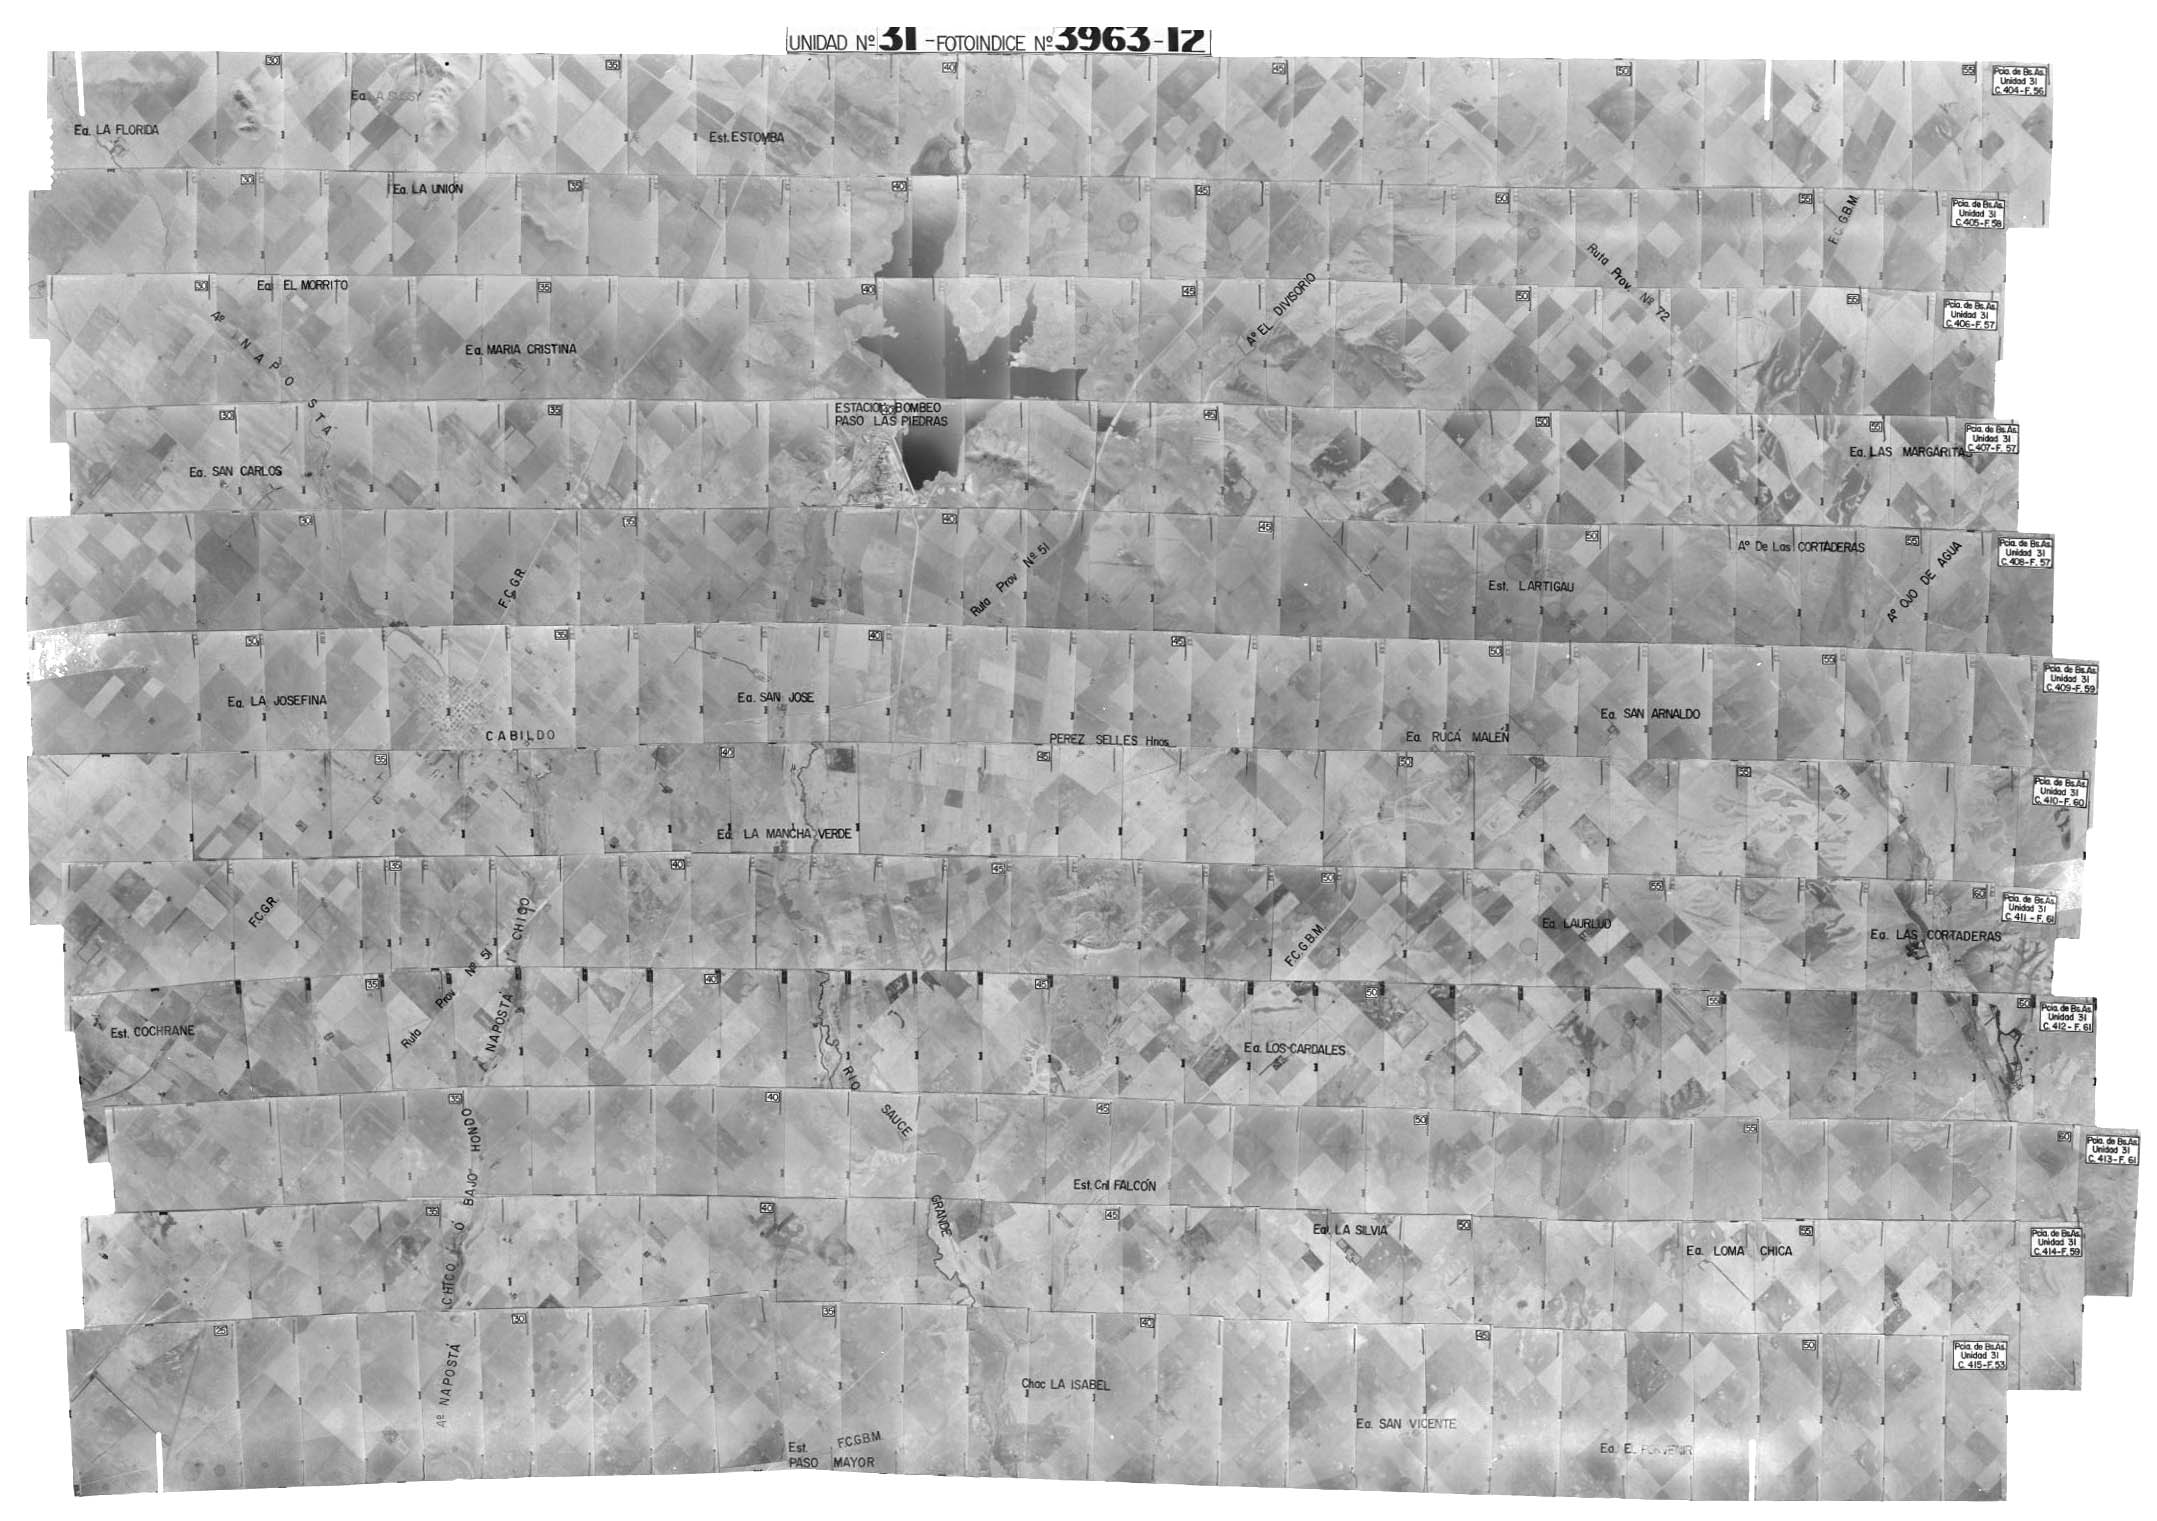 UNIDAD Nº 31 - FOTOINDICE Nº 3963-12
30
35
40
45
50
55
Pcia. de Bs.As.
Unidad 31
C.404-F.56
Ea. LA SUSSY
Ea. LA FLORIDA
Est. ESTOMBA
30
35
40
45
50
55
Pcia. de Bs.As.
Unidad 31
C.405-F.58
Ea. LA UNION
F.C.G.B.M.
Ruta Prov. Nº 72
30
35
40
45
50
55
Pcia. de Bs.As.
Unidad 31
C.406-F.57
Ea. EL MORRITO
Aº NAPOSTA
Ea. MARIA CRISTINA
Aº EL DIVISORIO
30
35
40
45
50
55
Pcia. de Bs.As.
Unidad 31
C.407-F.57
ESTACION BOMBEO
PASO LAS PIEDRAS
Ea. SAN CARLOS
Ea. LAS MARGARITAS
30
35
40
45
50
55
Pcia. de Bs.As.
Unidad 31
C.408-F.57
F.C.G.R.
Ruta Prov Nº 51
Est. LARTIGAU
Aº De Las CORTADERAS
Aº OJO DE AGUA
30
35
40
45
50
55
Pcia. de Bs.As.
Unidad 31
C.409-F.59
Ea. LA JOSEFINA
CABILDO
Ea. SAN JOSE
PEREZ SELLES Hnos.
Ea. RUCÁ MALEÑ
Ea. SAN ARNALDO
35
40
45
50
55
Pcia. de Bs.As.
Unidad 31
C.410-F.60
Ea. LA MANCHA VERDE
35
40
45
50
55
60
Pcia. de Bs.As.
Unidad 31
C.411-F.61
F.C.G.R.
F.C.G.B.M.
Ea. LAURLUD
Ea. LAS CORTADERAS
35
40
45
50
55
60
Pcia. de Bs.As.
Unidad 31
C.412-F.61
Est. COCHRANE
Ruta Prov Nº 51
NAPOSTA CHICO
Ea. LOS CARDALES
RIO SAUCE GRANDE
35
40
45
50
55
60
Pcia. de Bs.As.
Unidad 31
C.413-F.61
Est. Cnl FALCÓN
35
40
45
50
55
Pcia. de Bs.As.
Unidad 31
C.414-F.59
Ea. LA SILVIA
Ea. LOMA CHICA
Aº NAPOSTÁ CHICO Ó BAJO HONDO
25
30
35
40
45
50
Pcia. de Bs.As.
Unidad 31
C.415-F.53
Chac LA ISABEL
Ea. SAN VICENTE
Ea. EL PORVENIR
Est.
PASO MAYOR
F.C.G.B.M.